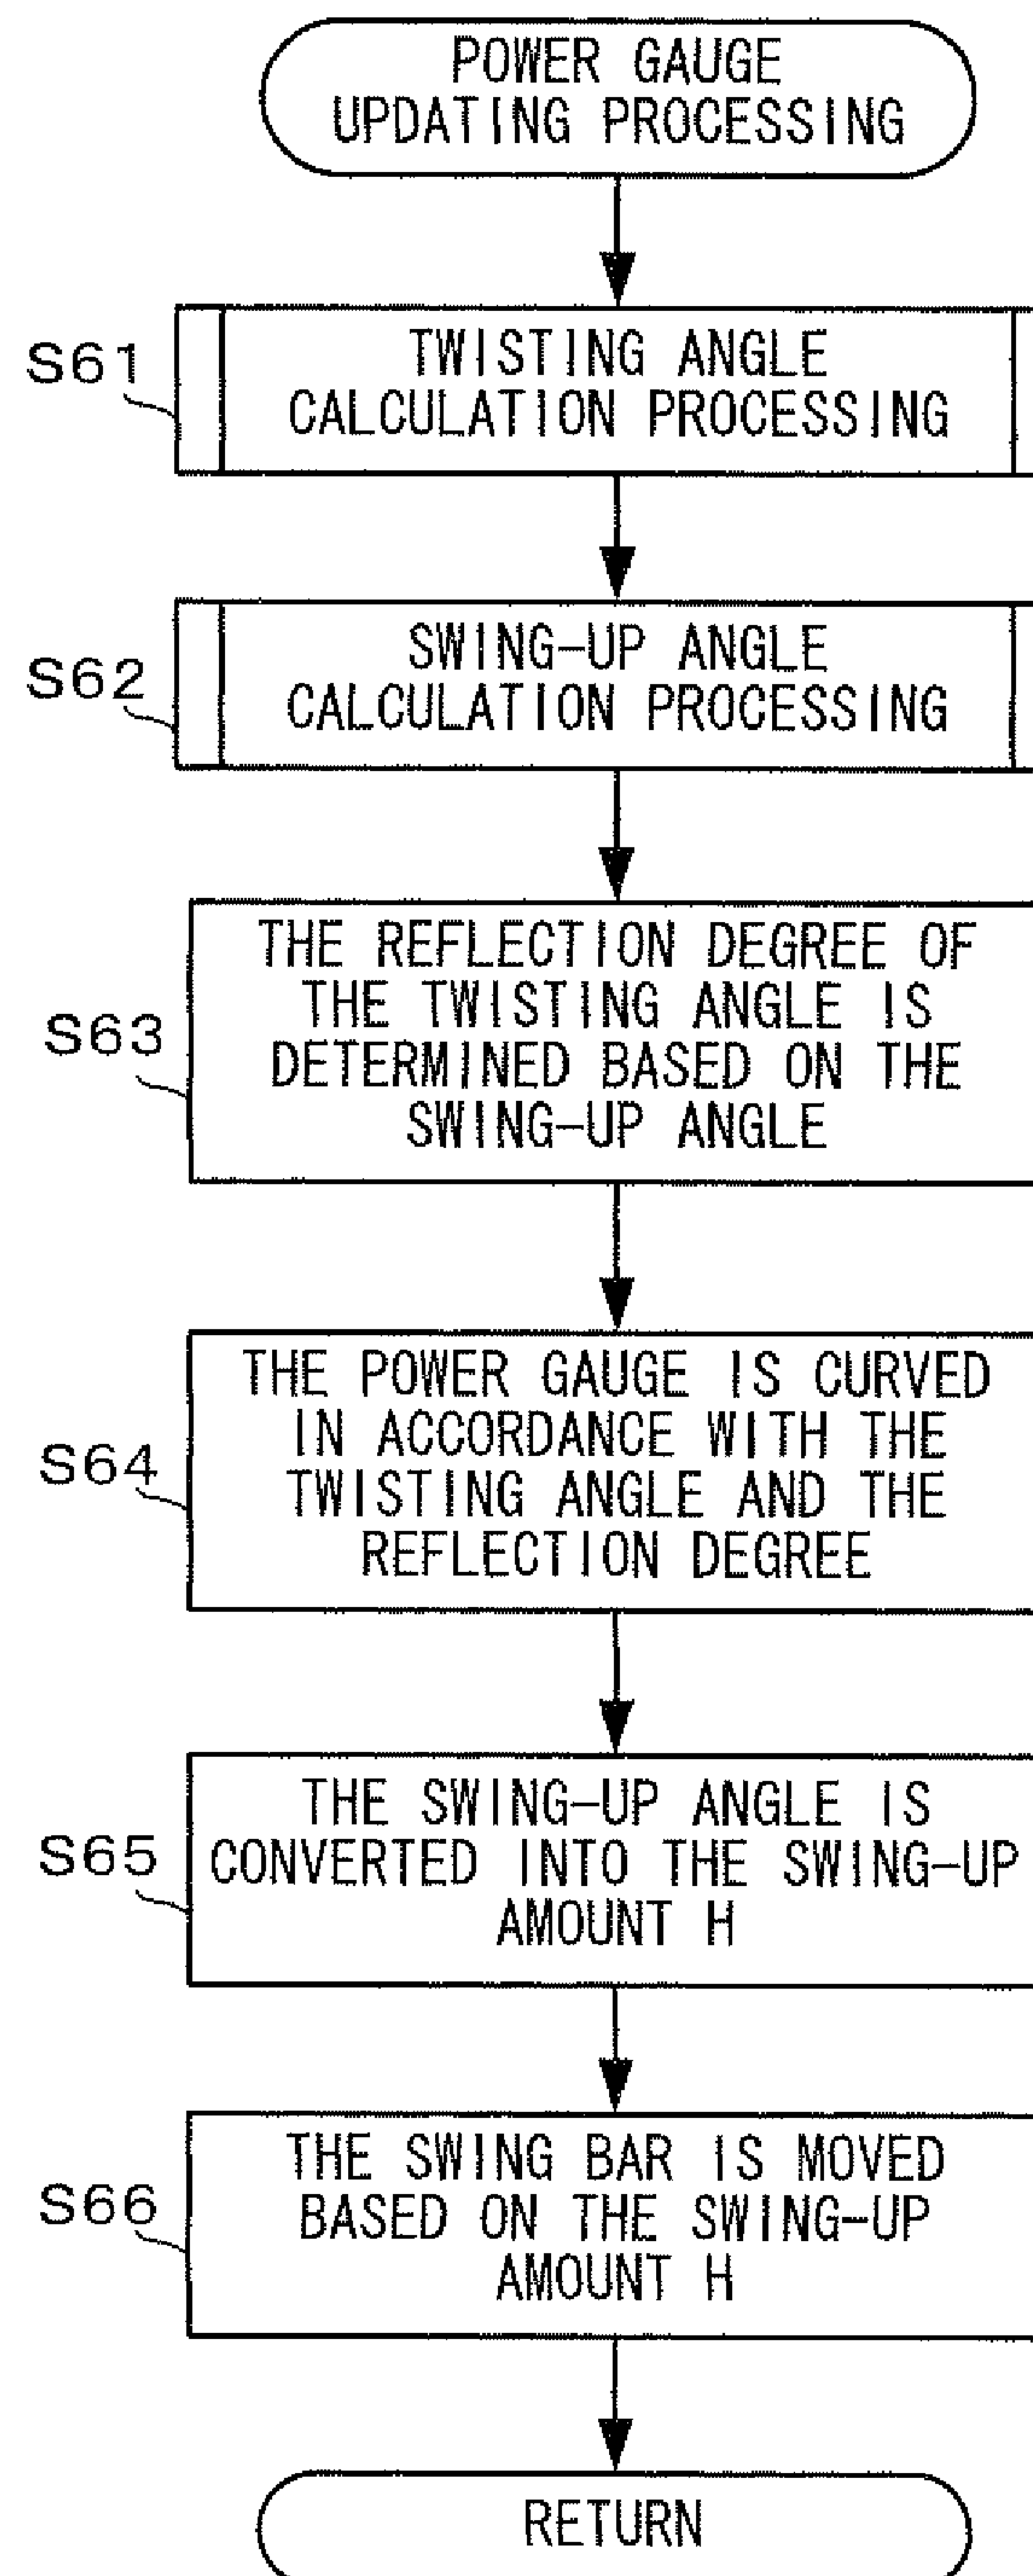 POWER GAUGE
UPDATING PROCESSING
S61
TWISTING ANGLE
CALCULATION PROCESSING
S62
SWING-UP ANGLE
CALCULATION PROCESSING
S63
THE REFLECTION DEGREE OF
THE TWISTING ANGLE IS
DETERMINED BASED ON THE
SWING-UP ANGLE
S64
THE POWER GAUGE IS CURVED
IN ACCORDANCE WITH THE
TWISTING ANGLE AND THE
REFLECTION DEGREE
S65
THE SWING-UP ANGLE IS
CONVERTED INTO THE SWING-UP
AMOUNT H
S66
THE SWING BAR IS MOVED
BASED ON THE SWING-UP
AMOUNT H
RETURN